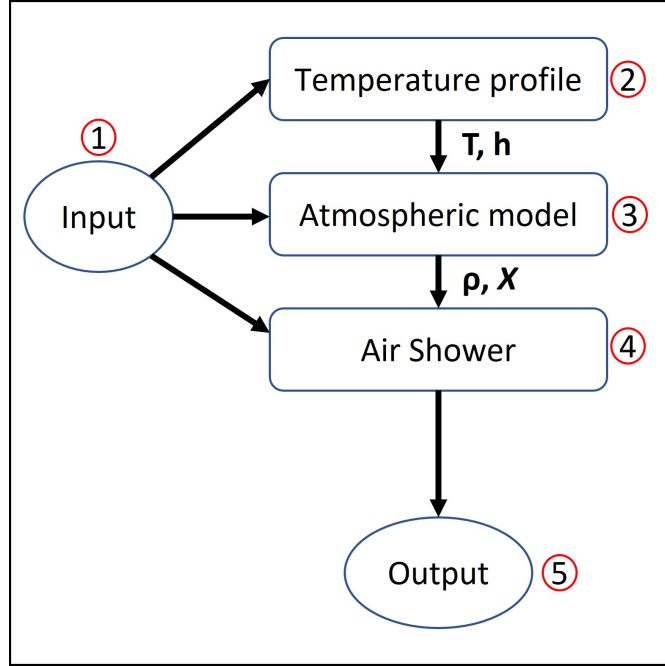 Temperature profile
②
①
T, h
Input
Atmospheric model
③
ρ, X
Air Shower
④
Output
⑤